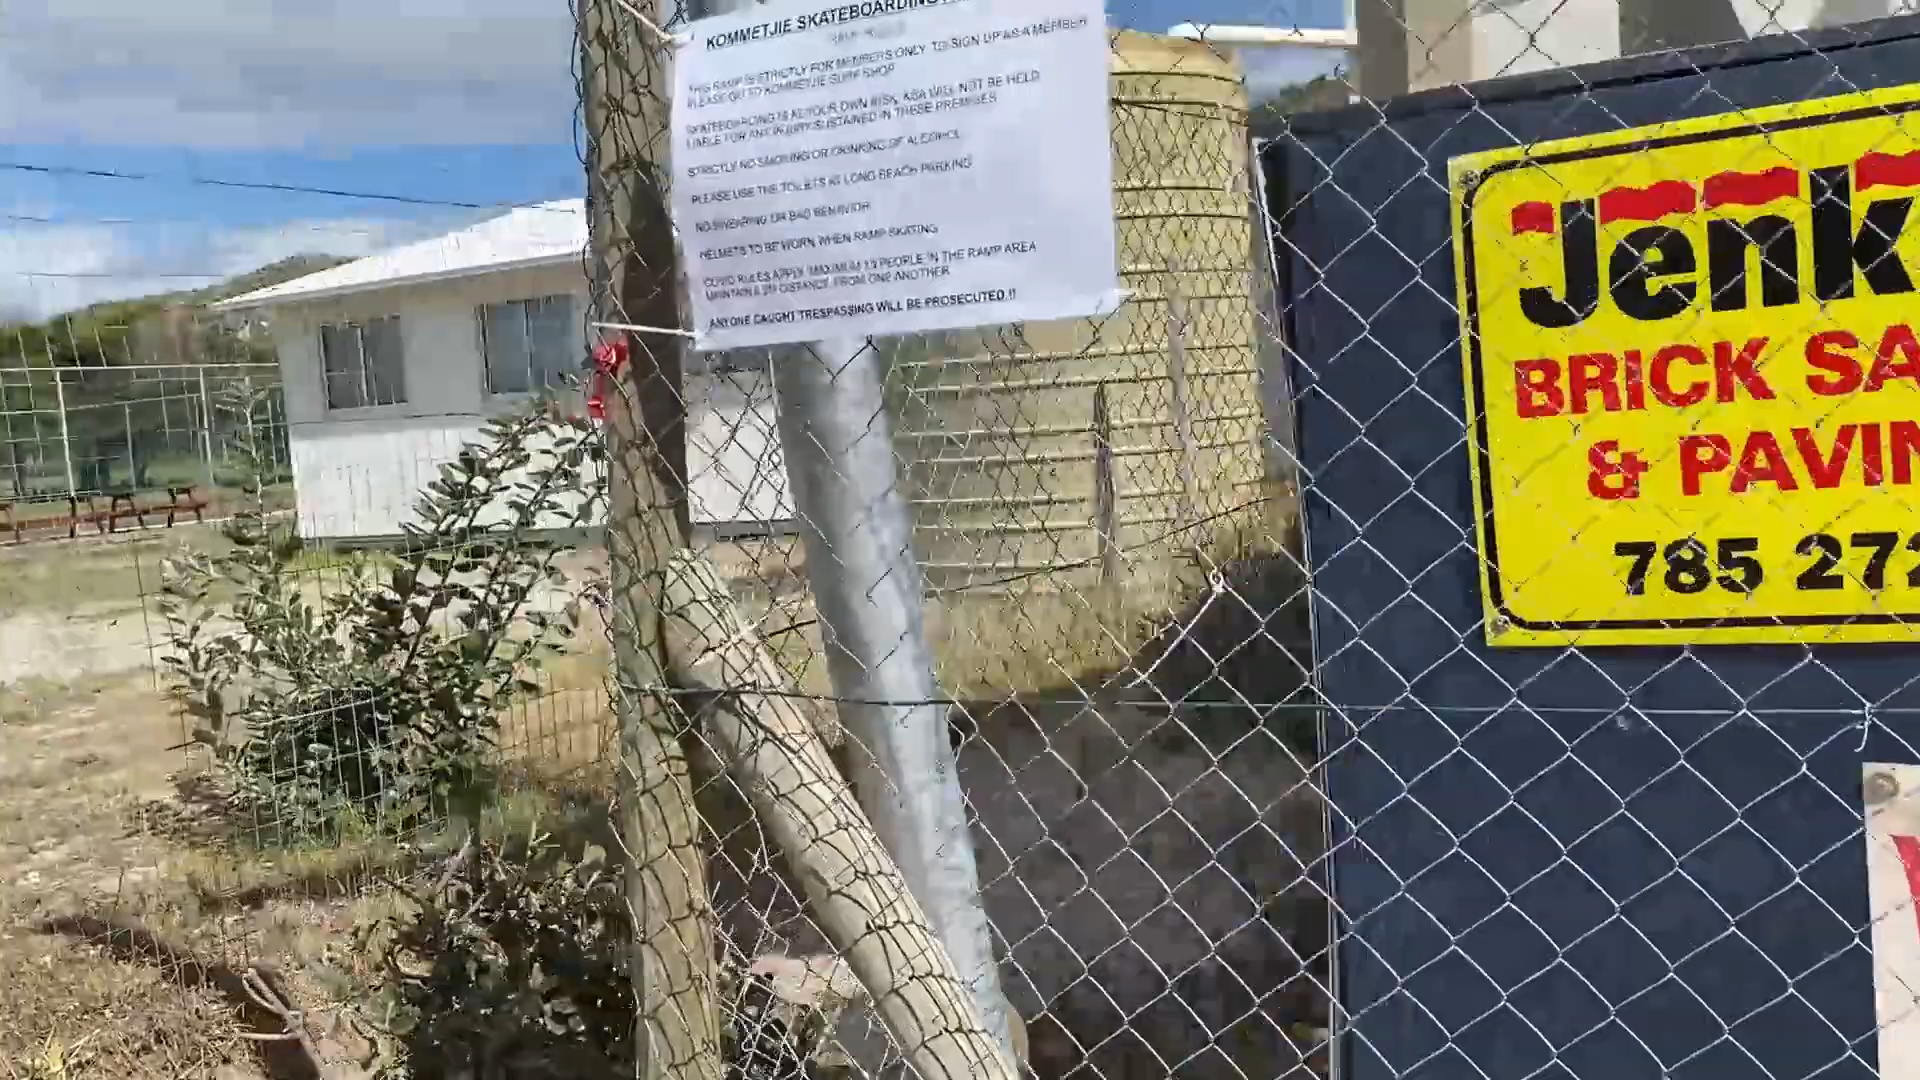 KOMMETJIE SKATEBOARDING
THIS RAMP IS STRICTLY FOR MEMBERS ONLY TO SIGN UP AS A MEMBER
PLEASE GO TO KOMMETJIE SURF SHOP
SKATEBOARDING IS AT YOUR OWN RISK, KSA WILL NOT BE HELD
LIABLE FOR ANY INJURY SUSTAINED IN THESE PREMISES
STRICTLY NO SMOKING OR DRINKING OF ALCOHOL
PLEASE USE THE TOILETS AT LONG BEACH PARKING
NO SWEARING OR BAD BEHAVIOR
HELMETS TO BE WORN WHEN RAMP SKATING
COVID RULES APPLY, MAXIMUM 15 PEOPLE IN THE RAMP AREA
MAINTAIN A 2M DISTANCE FROM ONE ANOTHER
ANYONE CAUGHT TRESPASSING WILL BE PROSECUTED.!!
Jenk
BRICK SA
& PAVIN
785 272